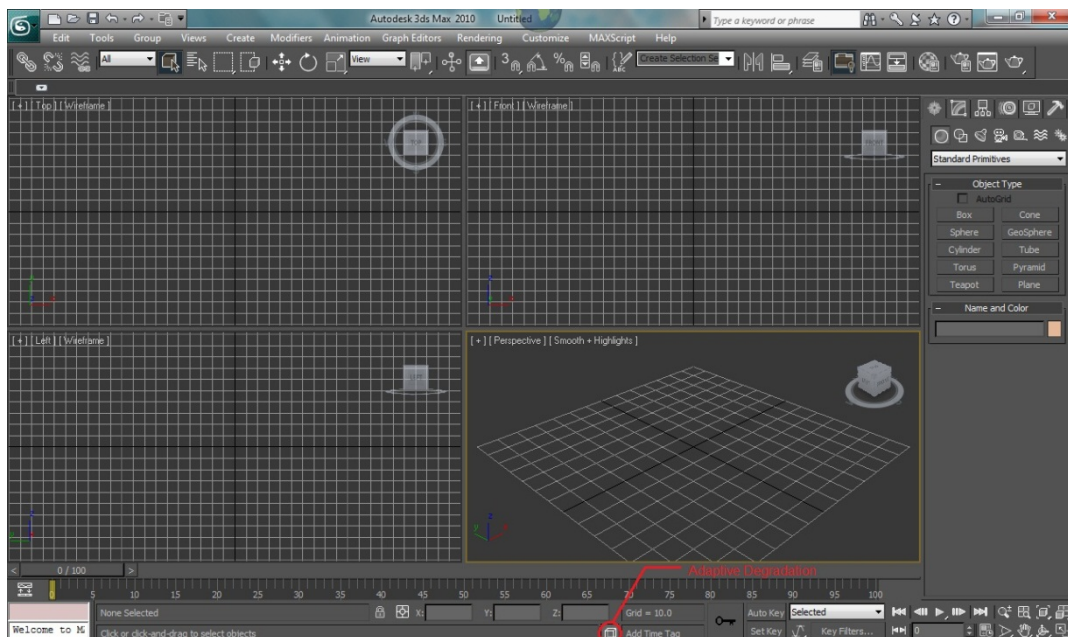 Autodesk 3ds Max 2010 Untitled
Type a keyword or phrase
Edit Tools Group Views Create Modifiers Animation Graph Editors Rendering Customize MAXScript Help
All
View
3
Create Selection Se
[ + ] [ Top ] [ Wireframe ]
TOP
[ + ] [ Front ] [ Wireframe ]
FRONT
Standard Primitives
Object Type
AutoGrid
Box Cone
Sphere GeoSphere
Cylinder Tube
Torus Pyramid
Teapot Plane
Name and Color
[ + ] [ Left ] [ Wireframe ]
LEFT
[ + ] [ Perspective ] [ Smooth + Highlights ]
z
y
x
0 / 100
Adaptive Degradation
0 5 10 15 20 25 30 35 40 45 50 55 60 65 70 75 80 85 90 95 100
None Selected X: Y: Z: Grid = 10.0 Auto Key Selected
Welcome to M Click or click-and-drag to select objects Add Time Tag Set Key Key Filters... 0